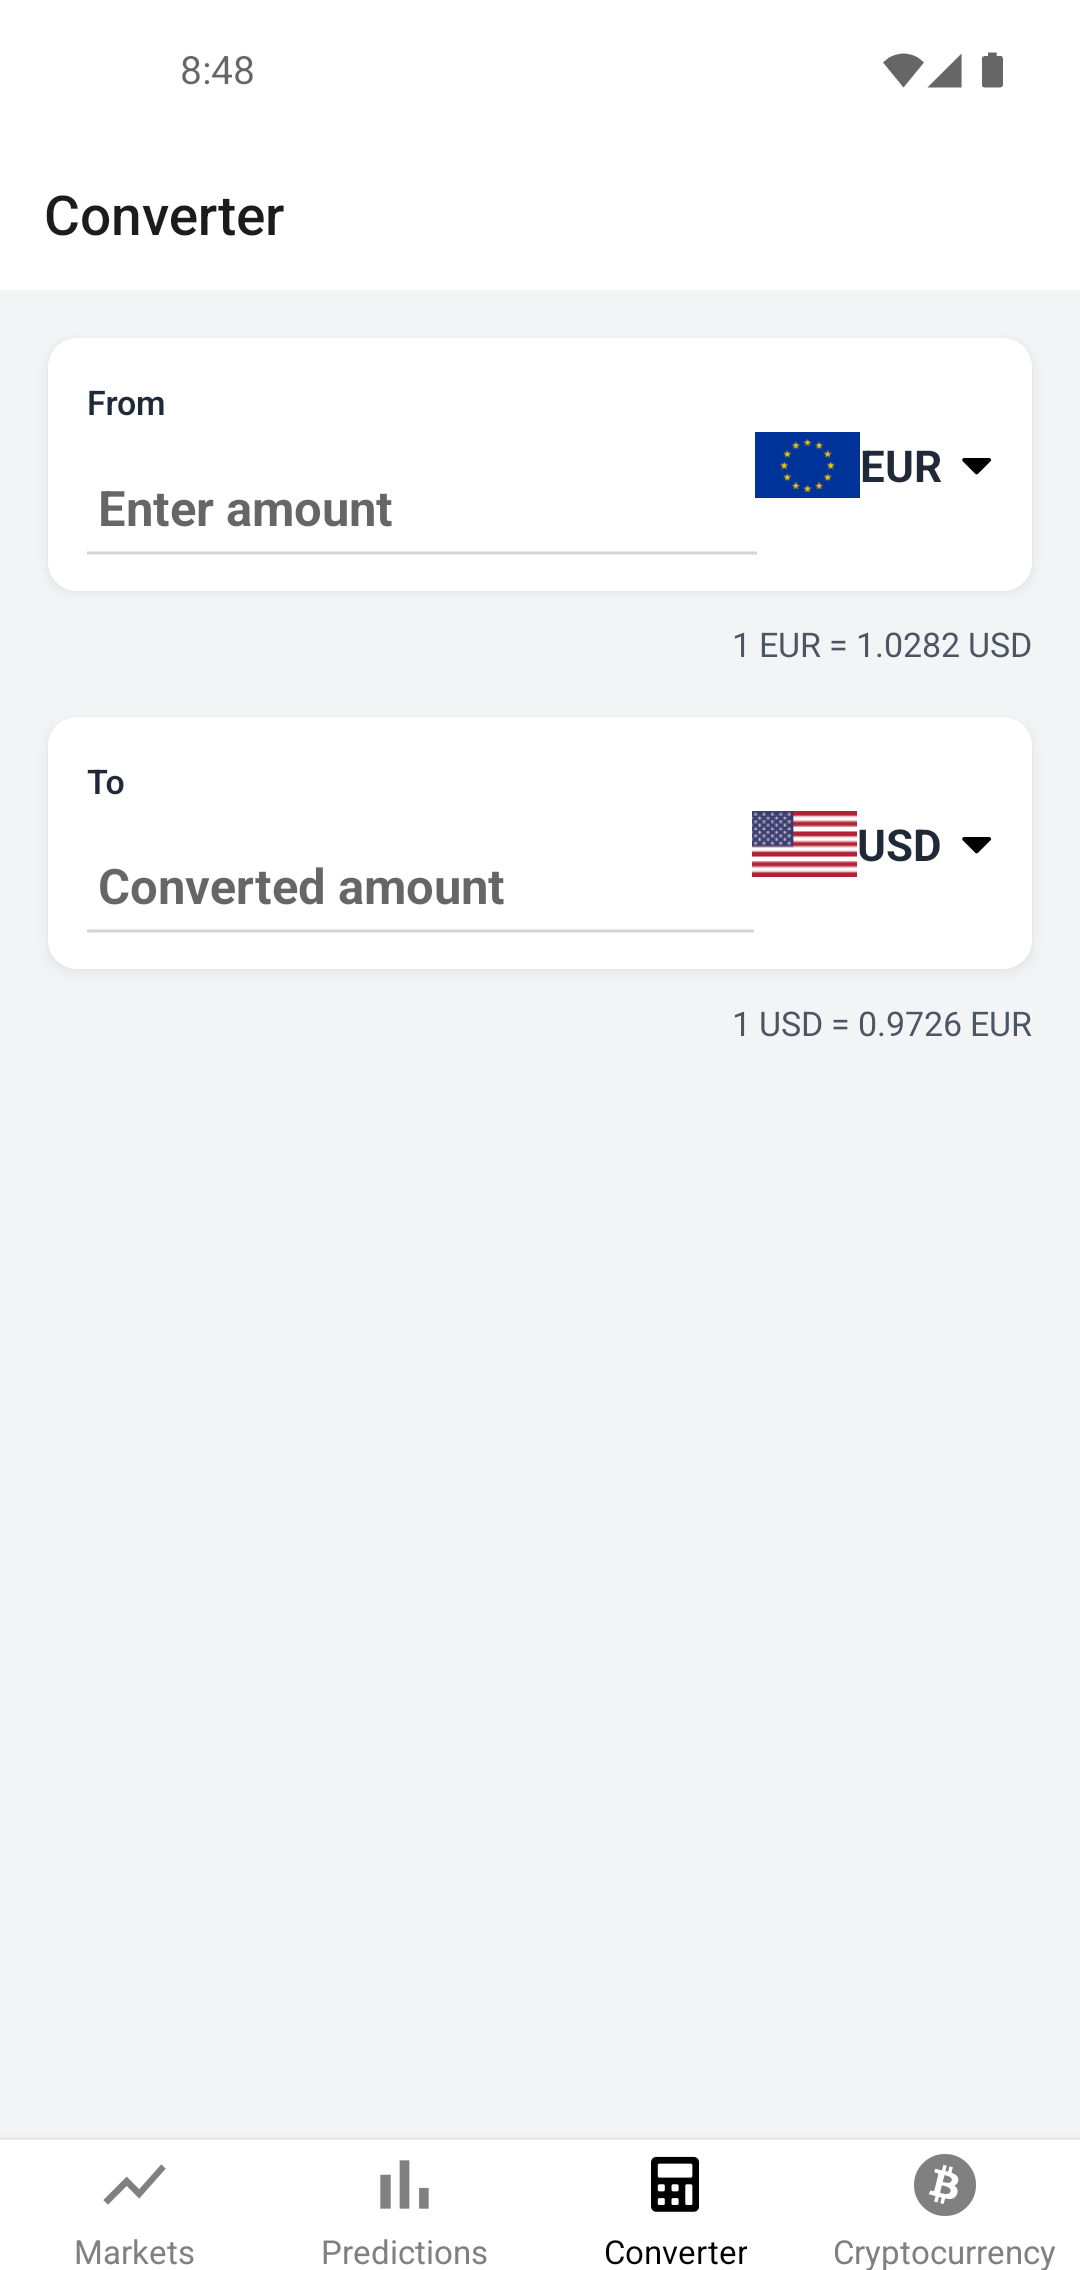 8:48
Converter
From
Enter amount
EUR
1 EUR = 1.0282 USD
To
Converted amount
USD
1 USD = 0.9726 EUR
Markets
Predictions
Converter
Cryptocurrency